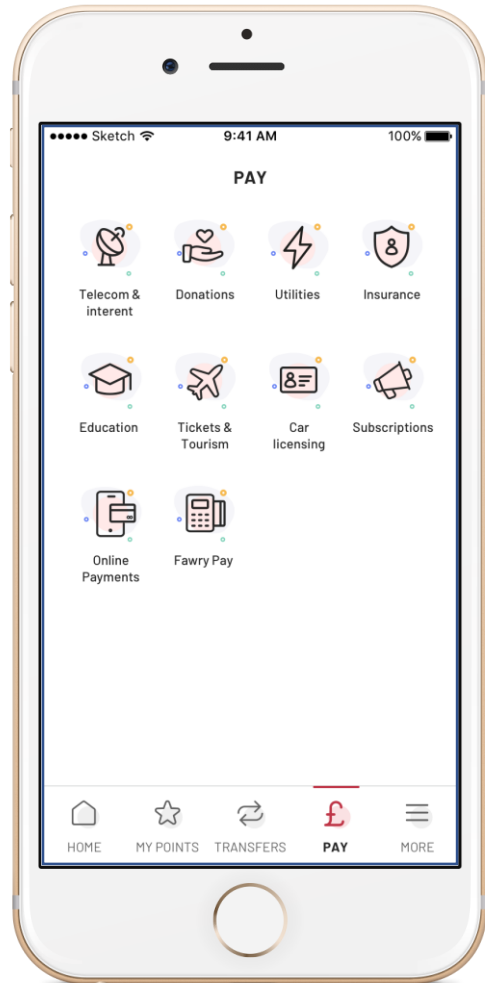 ●●●●● Sketch 9:41 AM 100%
PAY
Telecom & Donations Utilities Insurance
interent
Education Tickets & Car Subscriptions
Tourism licensing
Online Fawry Pay
Payments
£
HOME MY POINTS TRANSFERS PAY MORE